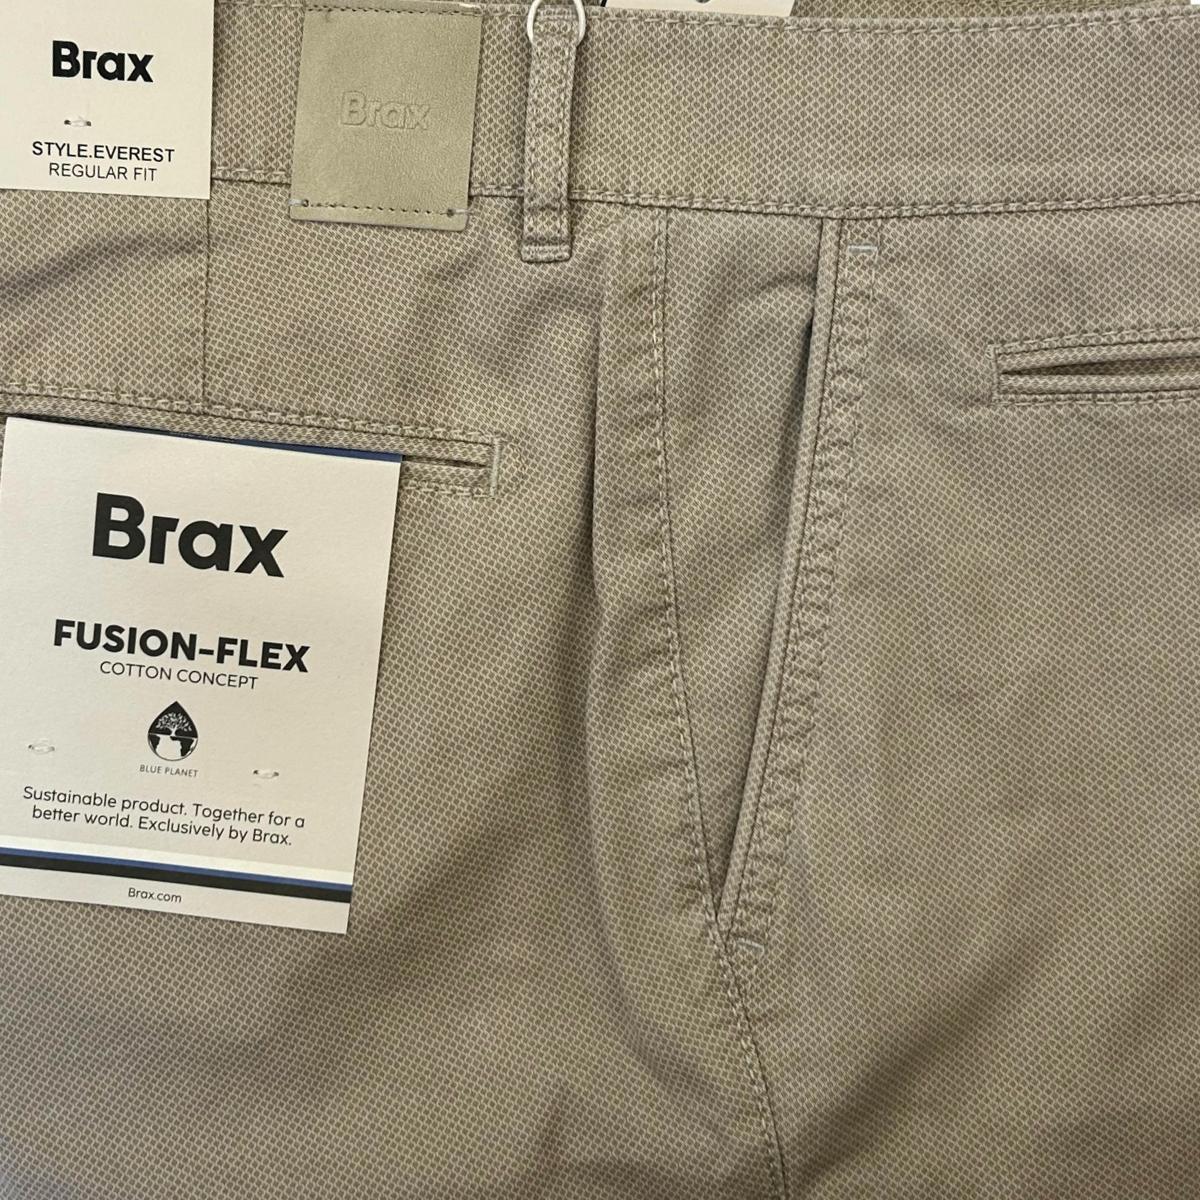 Brax
STYLE.EVEREST
REGULAR FIT
Brax
Brax
FUSION-FLEX
COTTON CONCEPT
BLUE PLANET
Sustainable product. Together for a
better world. Exclusively by Brax.
Brax.com